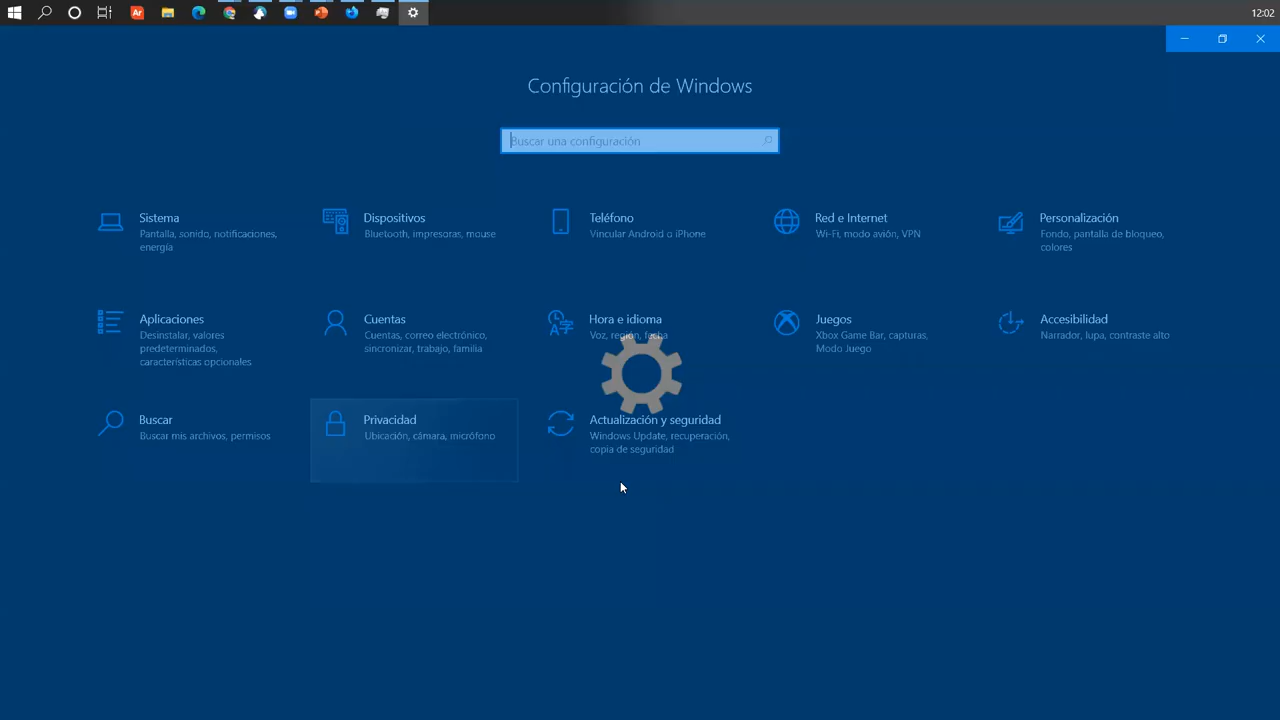 Ar
12:02
Configuración de Windows
Buscar una configuración
Sistema
Pantalla, sonido, notificaciones,
energía
Dispositivos
Bluetooth, impresoras, mouse
Teléfono
Vincular Android o iPhone
Red e Internet
Wi-Fi, modo avión, VPN
Personalización
Fondo, pantalla de bloqueo,
colores
Aplicaciones
Desinstalar, valores
predeterminados,
características opcionales
Cuentas
Cuentas, correo electrónico,
sincronizar, trabajo, familia
Hora e idioma
Voz, región, fecha
Juegos
Xbox Game Bar, capturas,
Modo Juego
Accesibilidad
Narrador, lupa, contraste alto
Buscar
Buscar mis archivos, permisos
Privacidad
Ubicación, cámara, micrófono
Actualización y seguridad
Windows Update, recuperación,
copia de seguridad